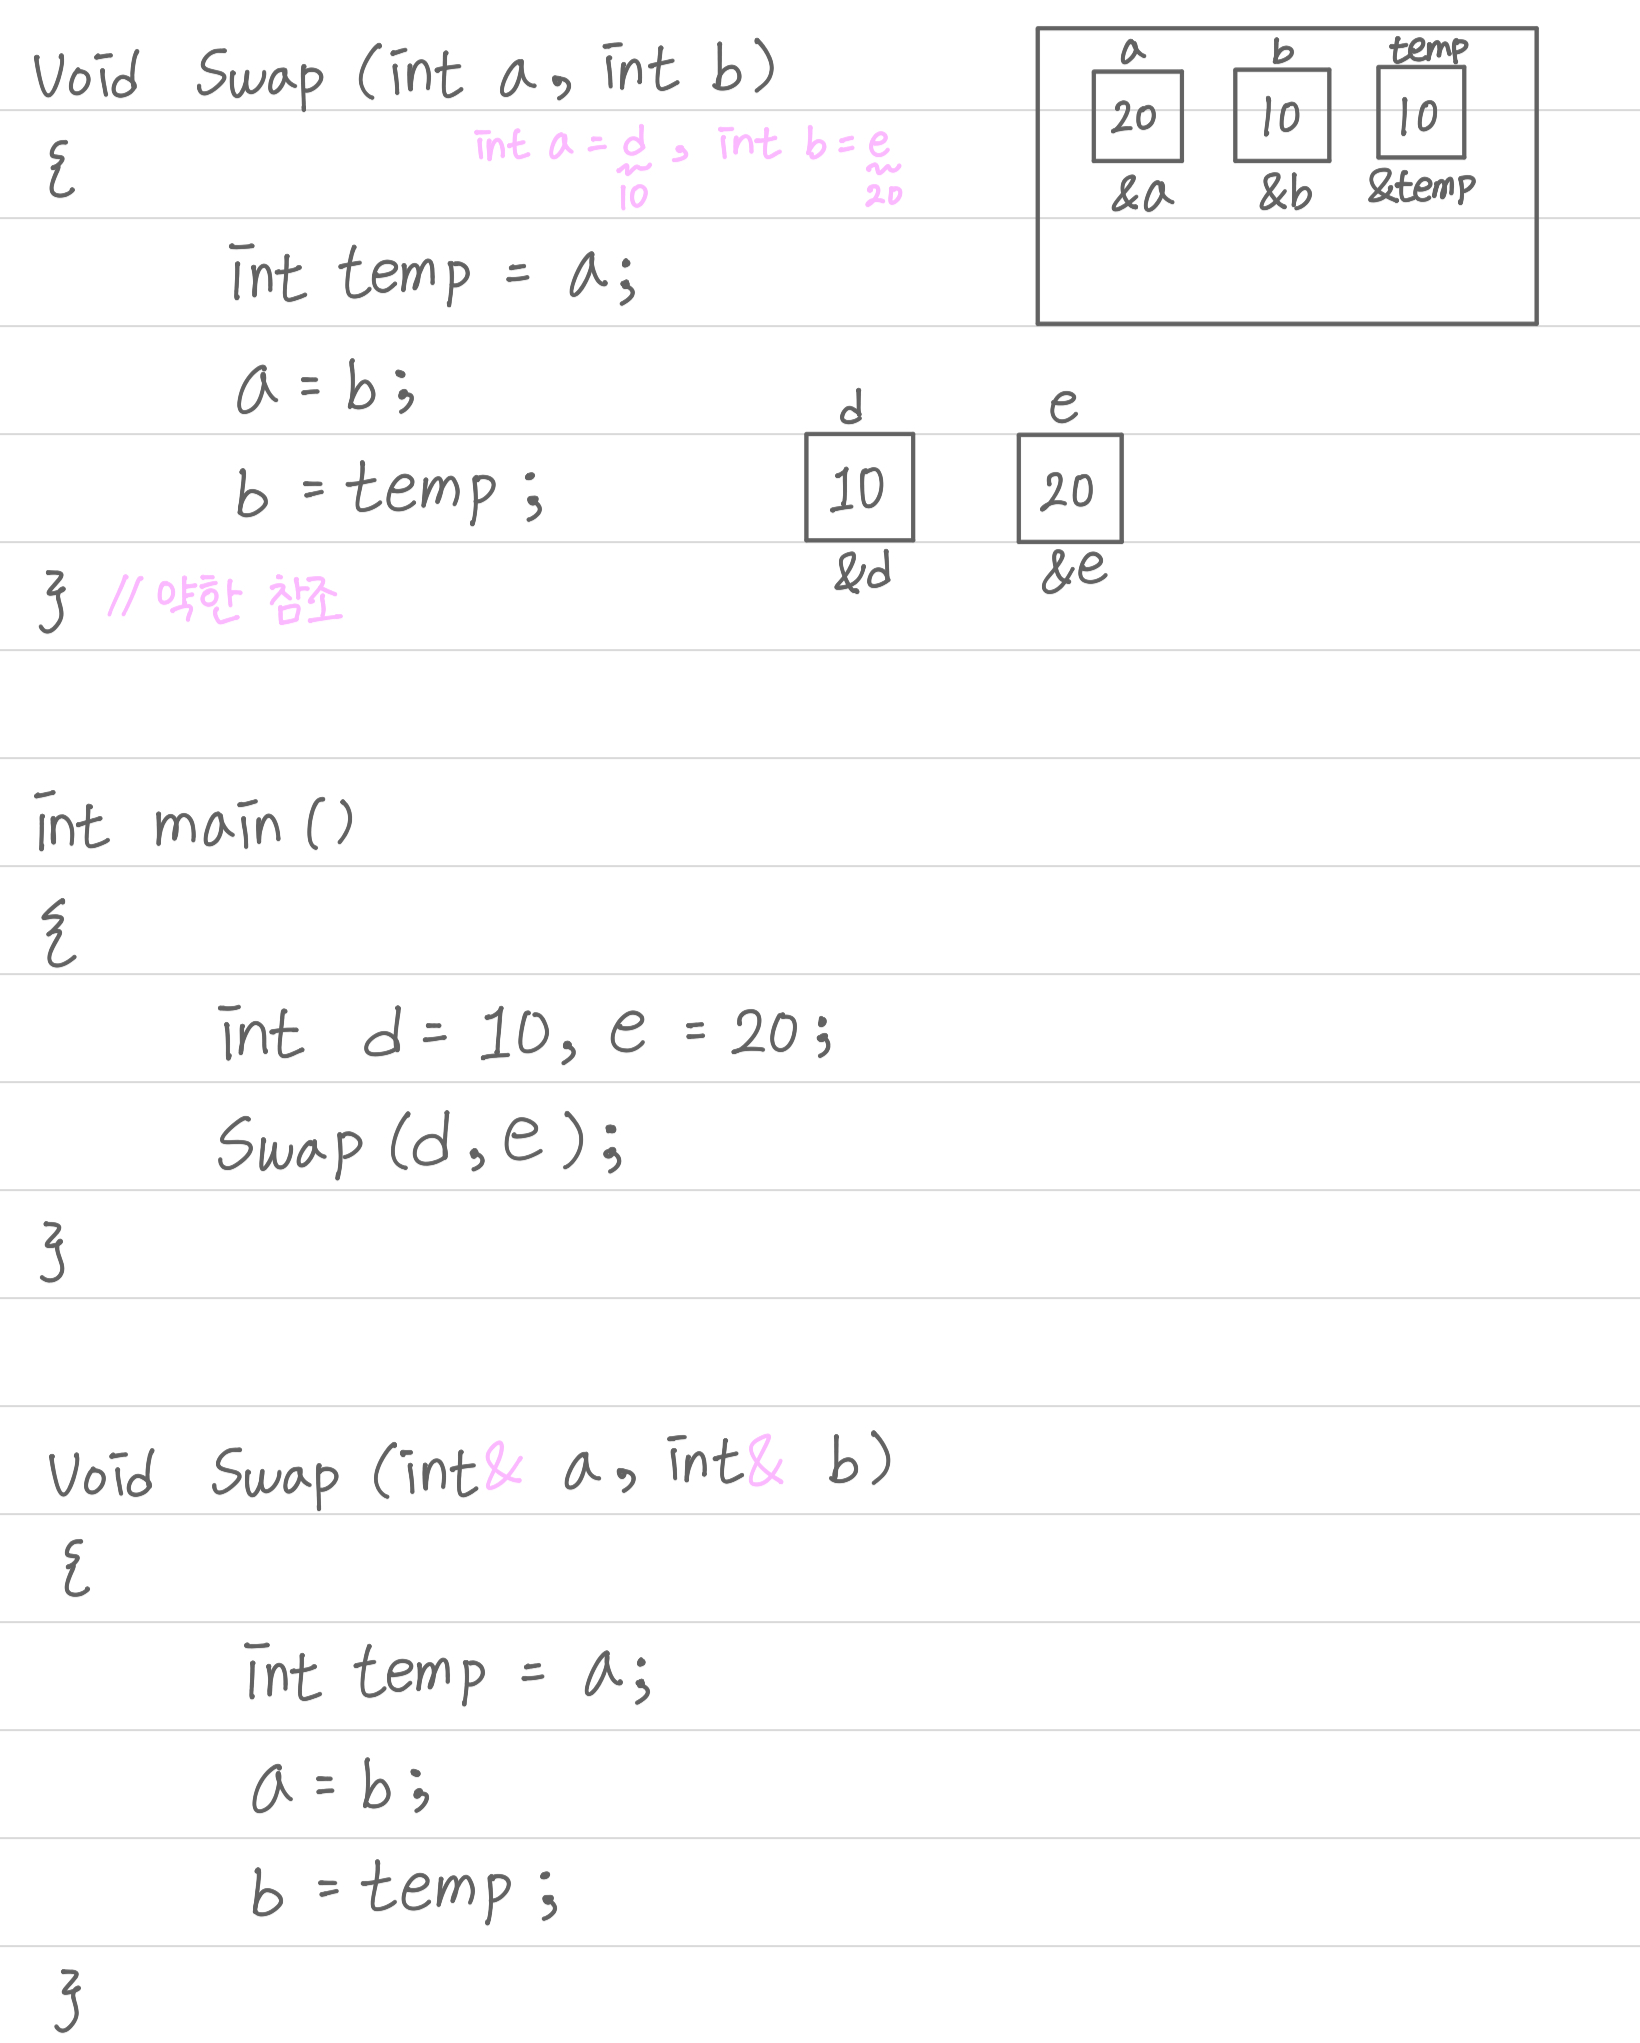 Void Swap (int a, int b)
{
int a = d, int b = e
10 20
int temp = a;
a = b;
b = temp;
} //약한 참조
a b temp
20 10 10
&a &b &temp
d e
10 20
&d &e
int main()
{
int d = 10, e = 20;
Swap (d, e);
}
Void Swap (int& a, int& b)
{
int temp = a;
a = b;
b = temp;
}